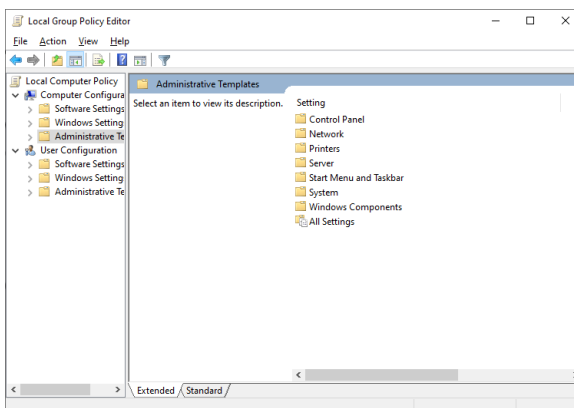 Local Group Policy Editor
File Action View Help
Local Computer Policy
Computer Configura
Software Settings
Windows Setting
Administrative Te
User Configuration
Software Settings
Windows Setting
Administrative Te
Administrative Templates
Select an item to view its description.
Setting
Control Panel
Network
Printers
Server
Start Menu and Taskbar
System
Windows Components
All Settings
Extended Standard